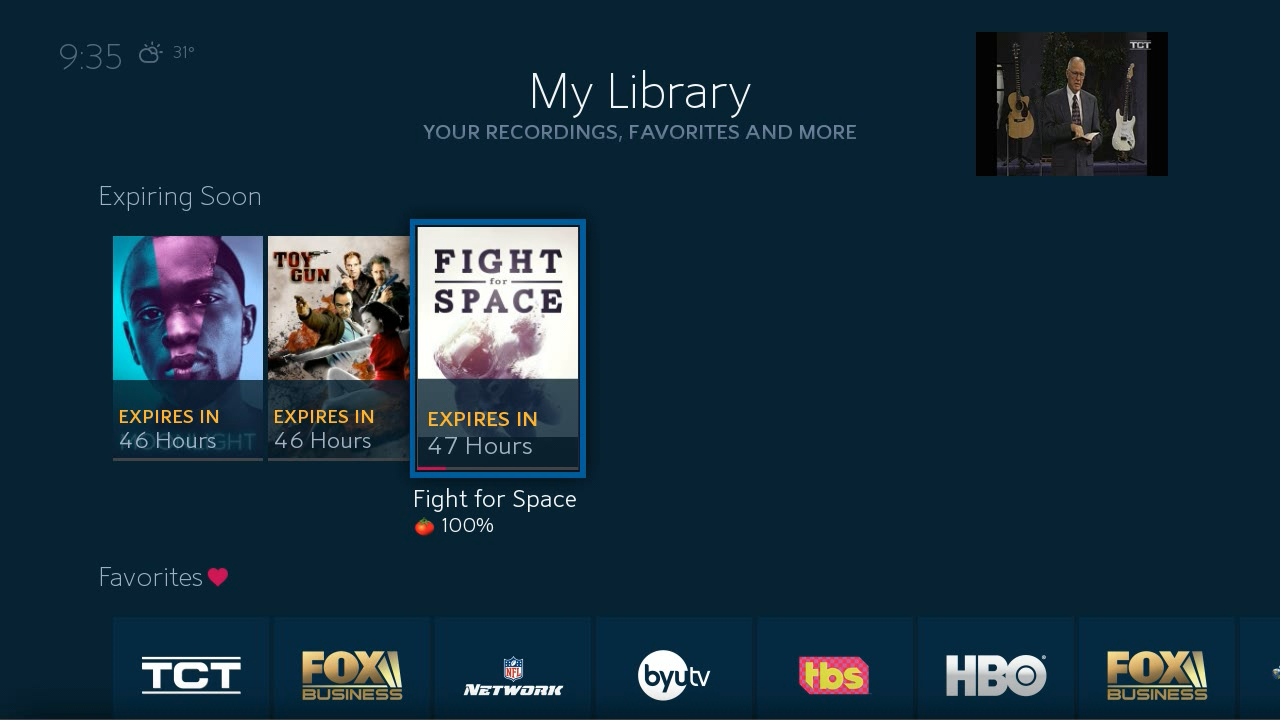 9:35 31°
TCT
My Library
YOUR RECORDINGS, FAVORITES AND MORE
Expiring Soon
EXPIRES IN
46 Hours
MOONLIGHT
TOY
GUN
EXPIRES IN
46 Hours
FIGHT
for
SPACE
EXPIRES IN
47 Hours
Fight for Space
100%
Favorites
TCT
FOX
BUSINESS
NFL
NETWORK
byutv
tbs
HBO
FOX
BUSINESS